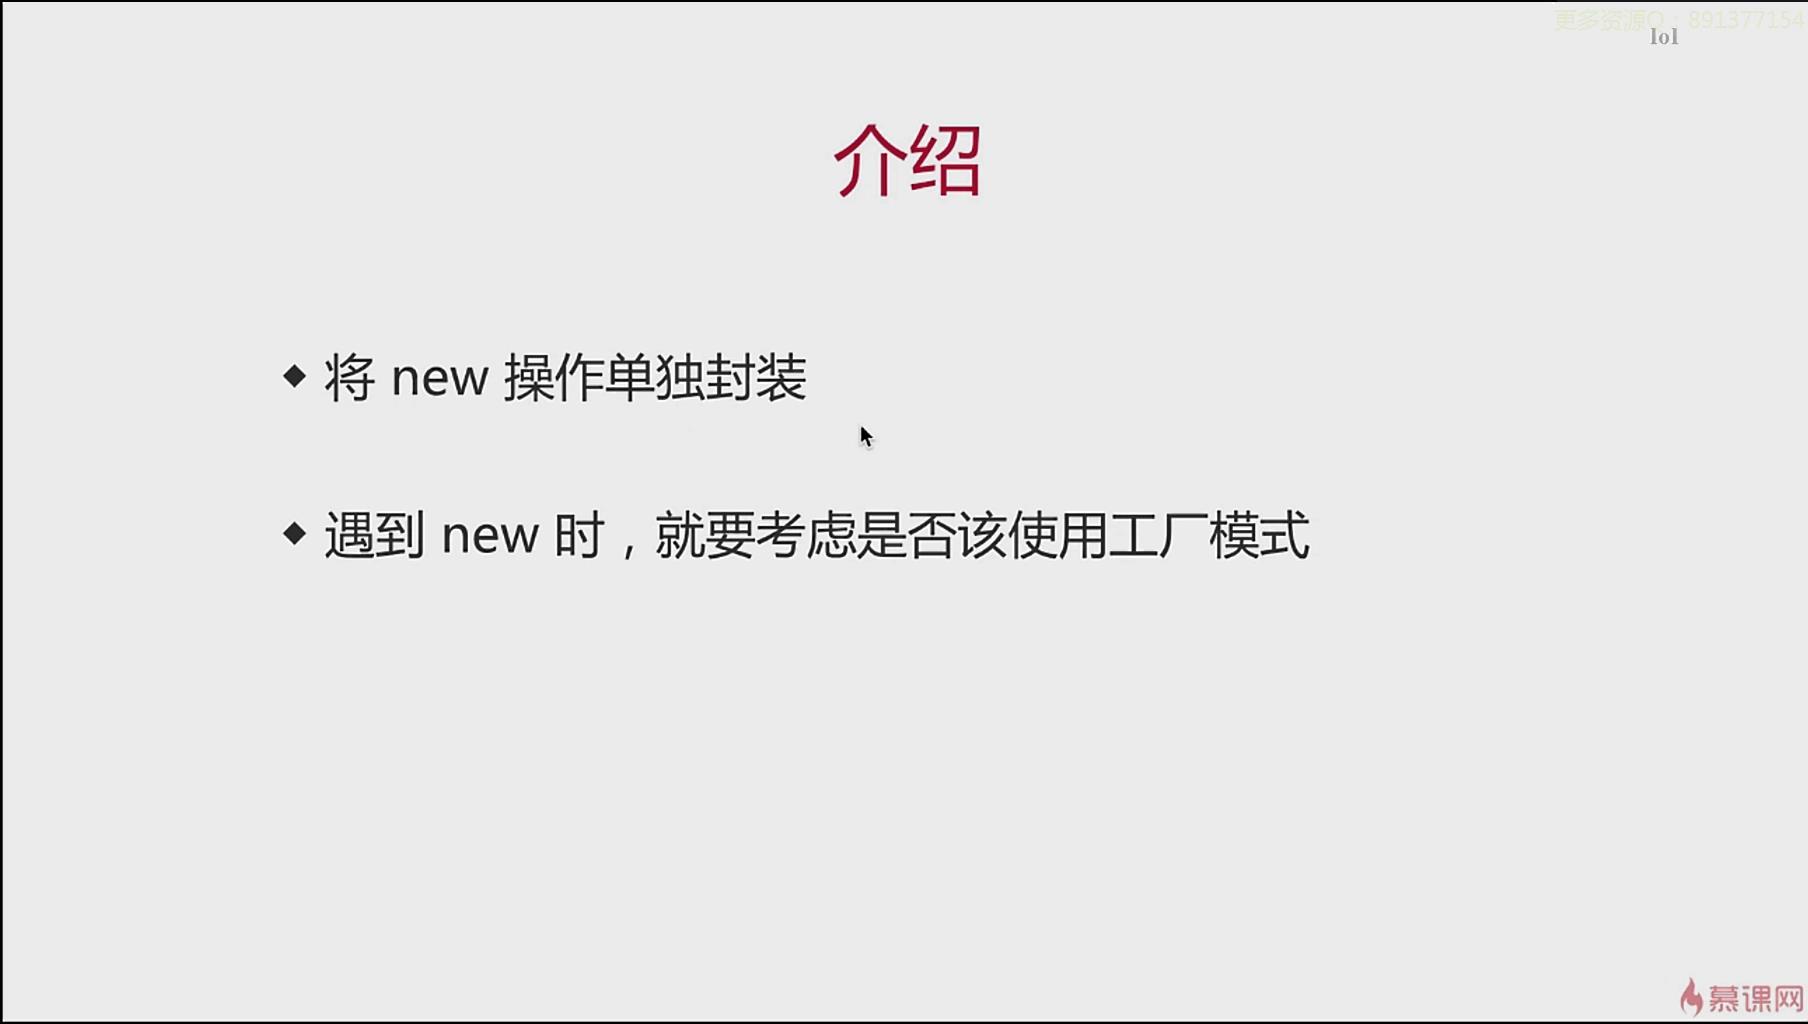 更多资源Q：891377154
lol
介绍
◆ 将 new 操作单独封装
◆ 遇到 new 时，就要考虑是否该使用工厂模式
慕课网